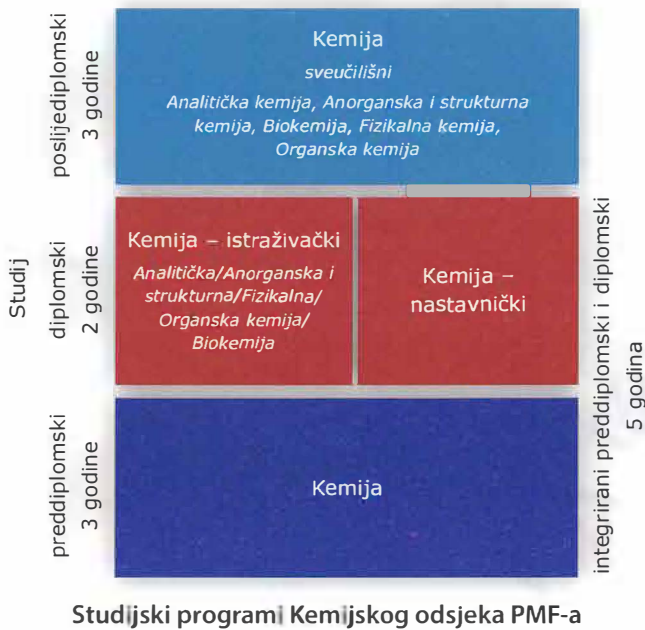 Kemija
sveučilišni
Analitička kemija, Anorganska i strukturna
kemija, Biokemija, Fizikalna kemija,
Organska kemija
poslijediplomski
3 godine
Kemija – istraživački
Analitička/Anorganska i
strukturna/Fizikalna/
Organska kemija/
Biokemija
Kemija –
nastavnički
Studij
diplomski
2 godine
Kemija
preddiplomski
3 godine
integrirani preddiplomski i diplomski
5 godina
Studijski programi Kemijskog odsjeka PMF-a